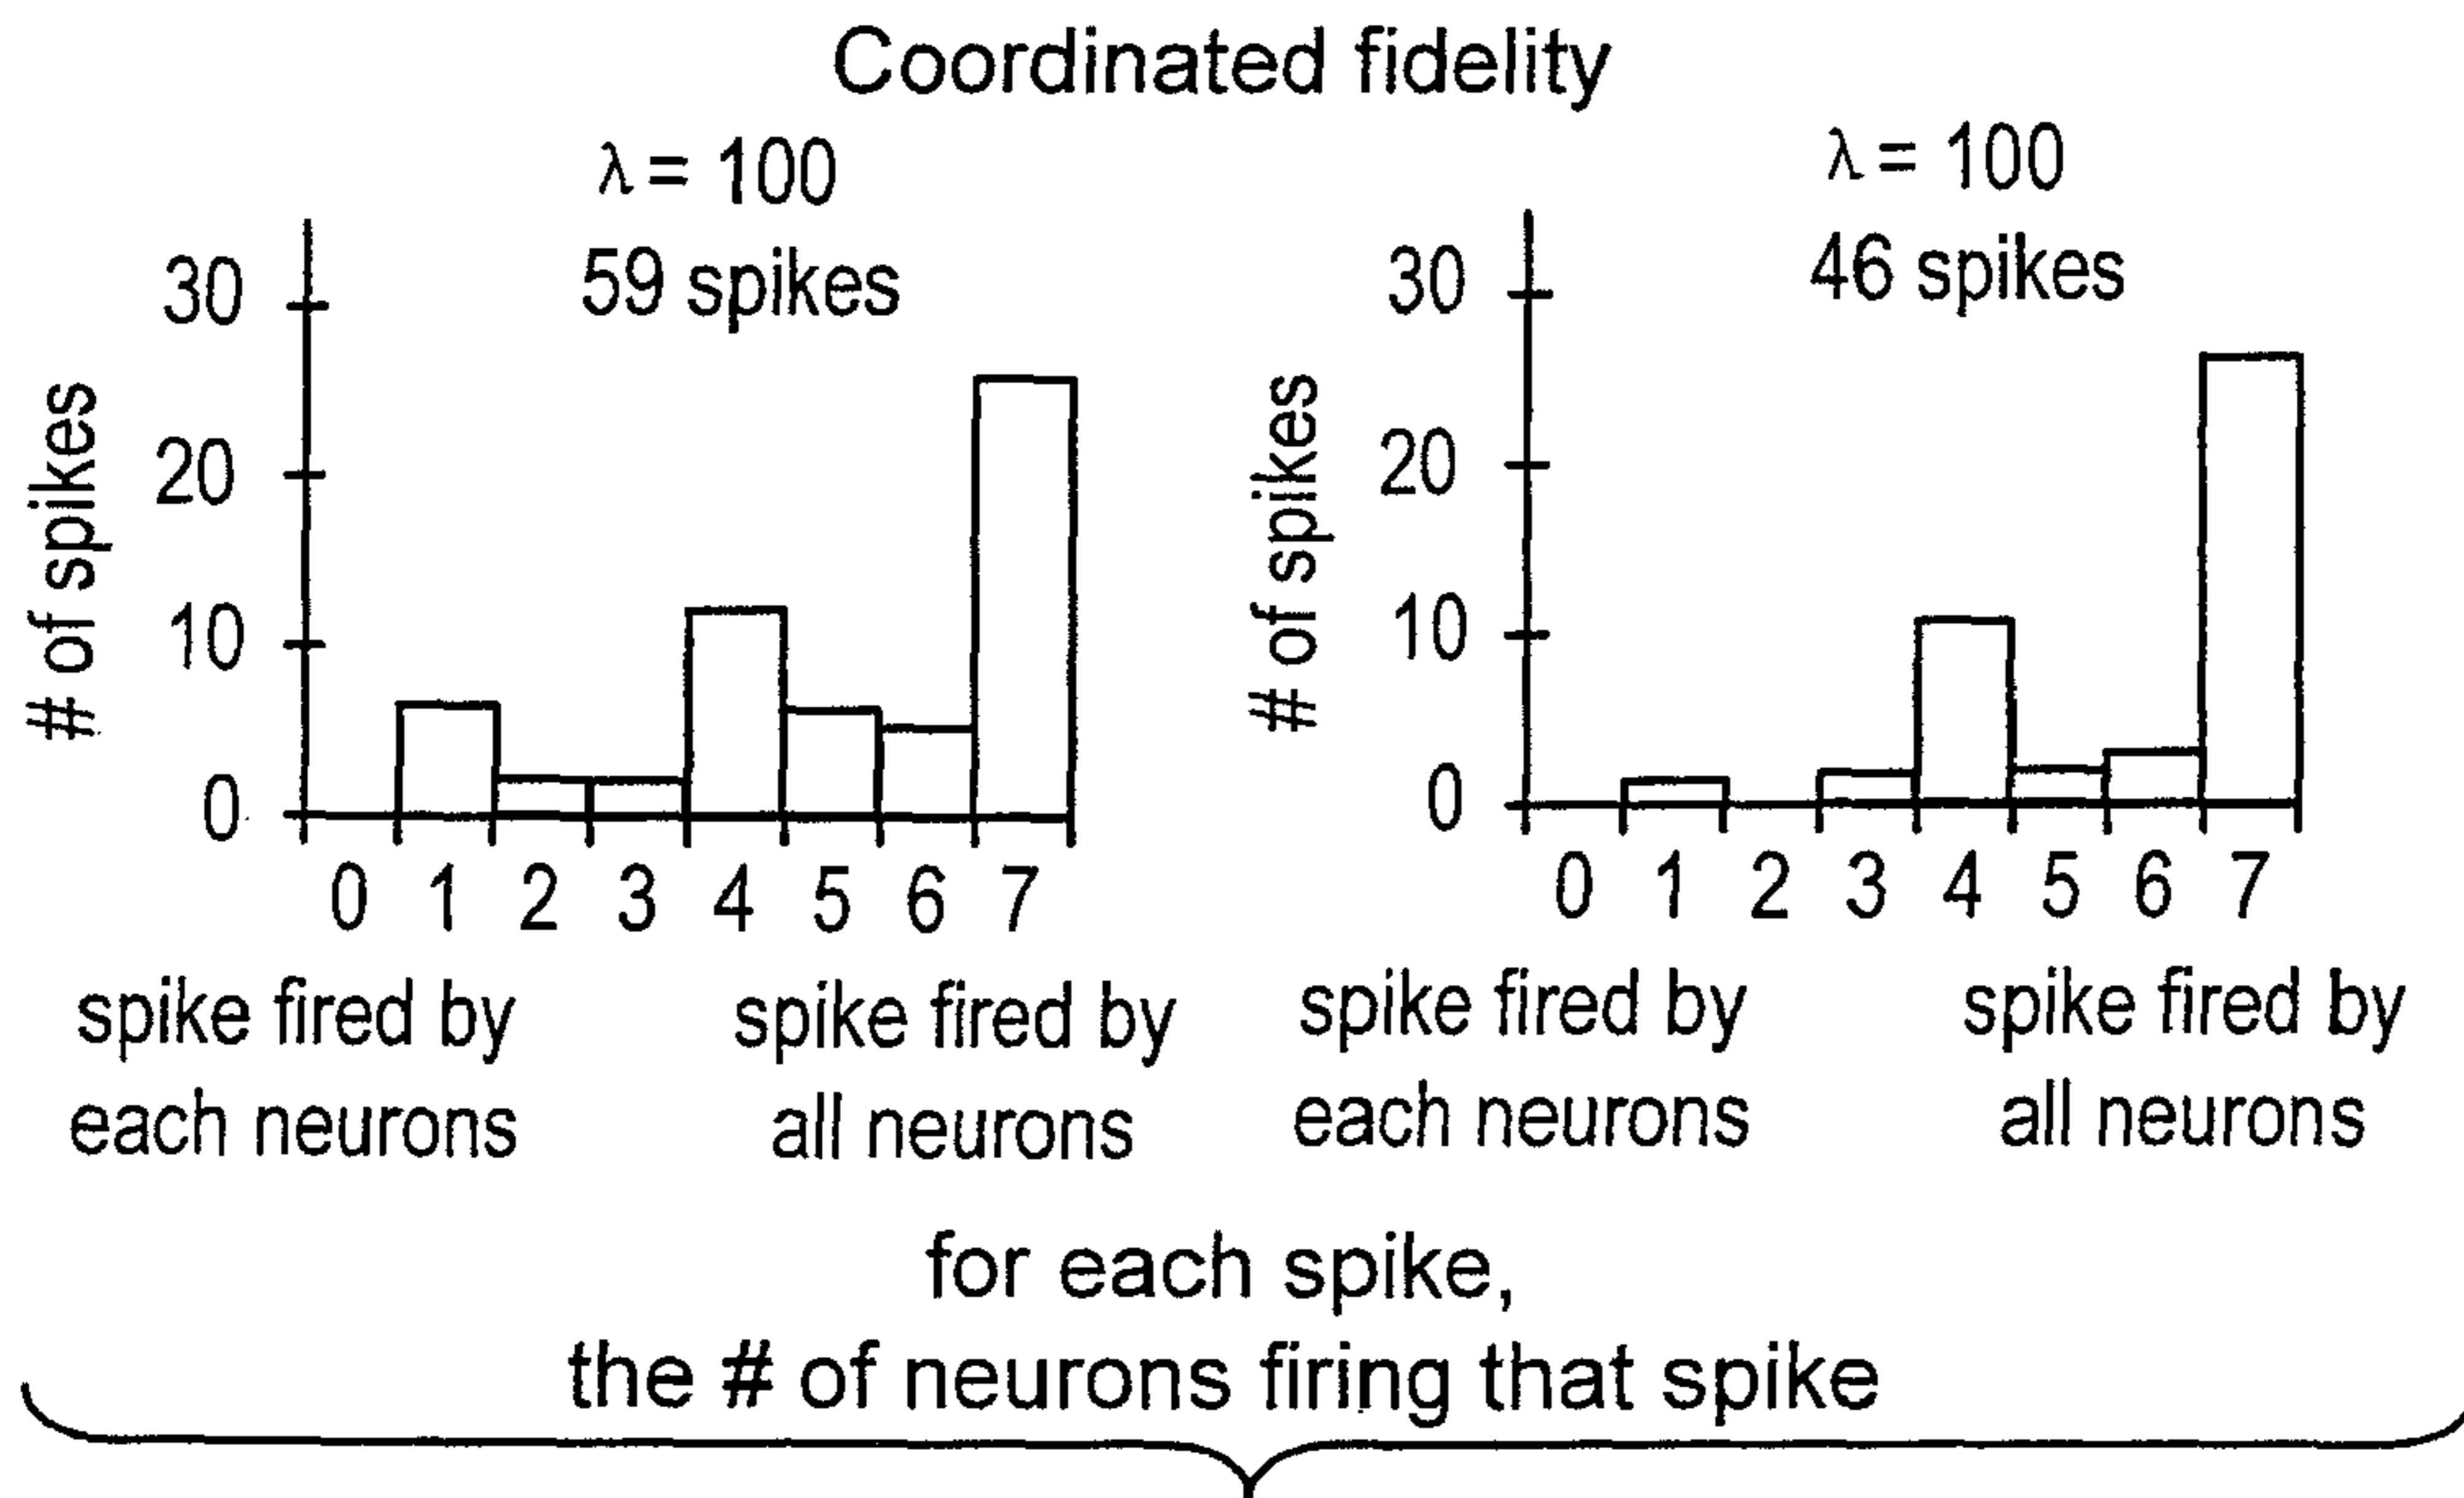 Coordinated fidelity
λ = 100
59 spikes
30
20
10
0
# of spikes
0 1 2 3 4 5 6 7
spike fired by
each neurons
spike fired by
all neurons
λ = 100
46 spikes
30
20
10
0
# of spikes
0 1 2 3 4 5 6 7
spike fired by
each neurons
spike fired by
all neurons
for each spike,
the # of neurons firing that spike